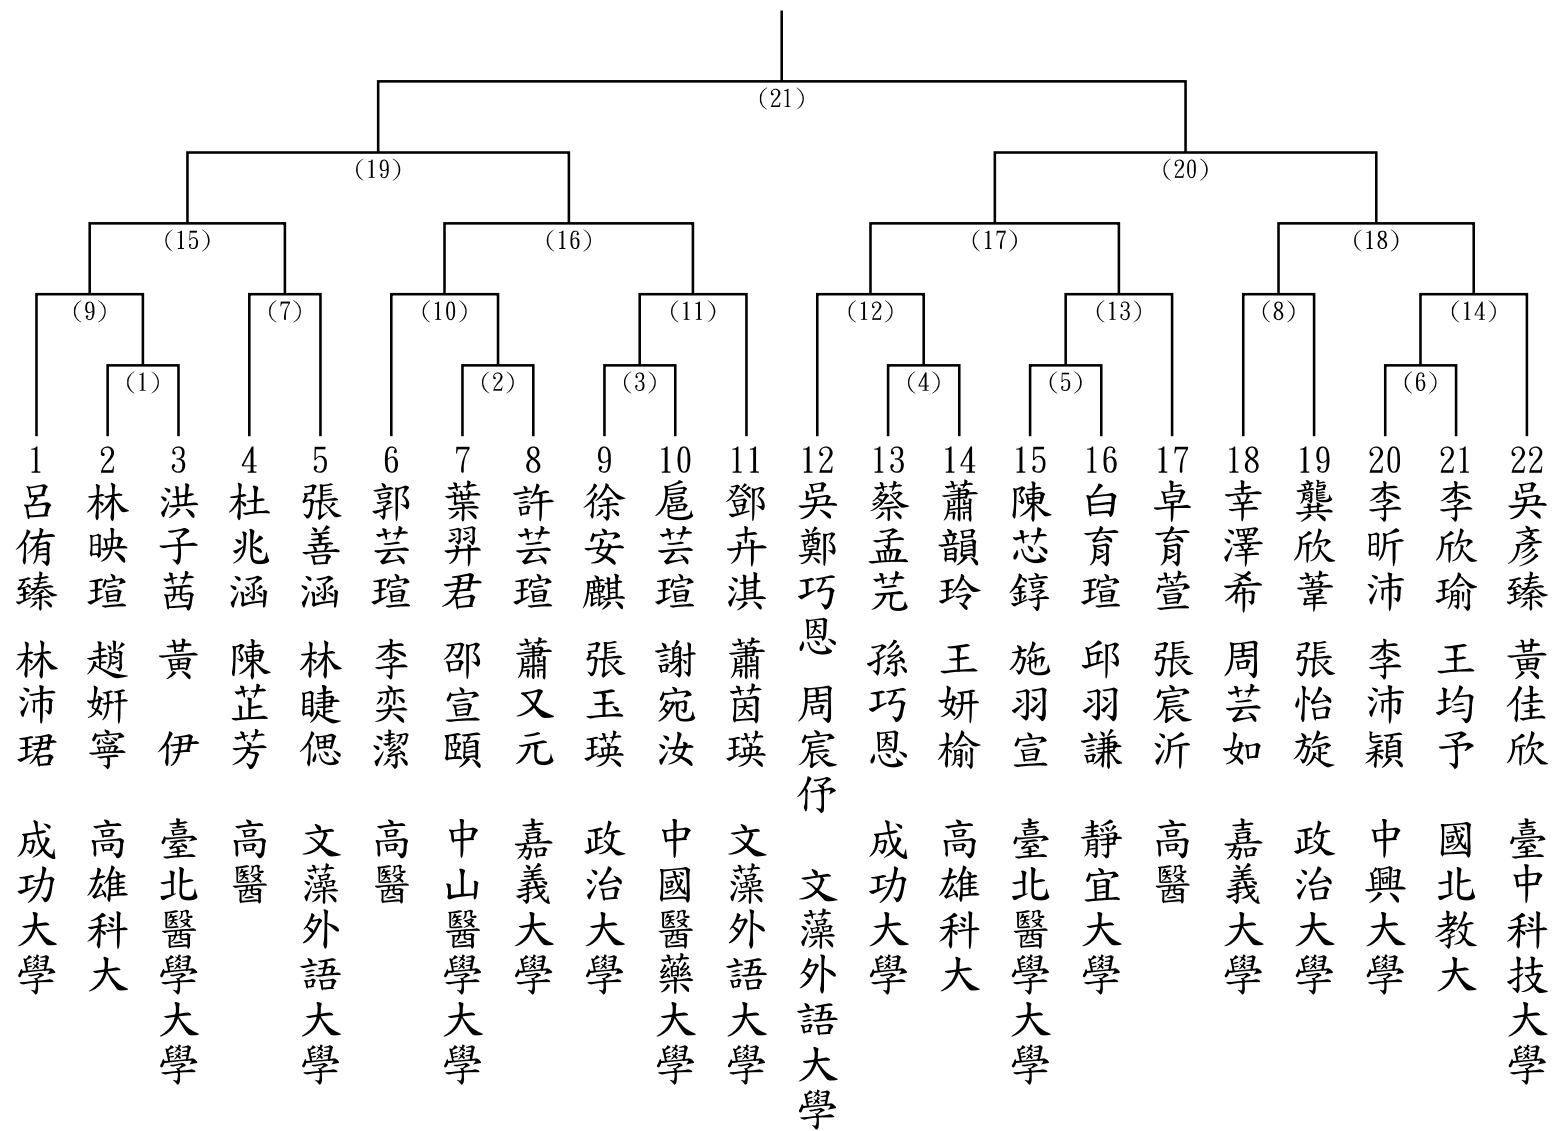 (21)
(19)
(20)
(15)
(16)
(17)
(18)
(9)
(7)
(10)
(11)
(12)
(13)
(8)
(14)
(1)
(2)
(3)
(4)
(5)
(6)
1 呂侑臻 林沛珺 成功大學
2 林映瑄 趙妍寧 高雄科大
3 洪子茜 黃伊 臺北醫學大學
4 杜兆涵 陳芷芳 高醫
5 張善涵 林睫偲 文藻外語大學
6 郭芸瑄 李奕潔 高醫
7 葉羿君 邵宣頤 中山醫學大學
8 許芸瑄 蕭又元 嘉義大學
9 徐安麒 張玉瑛 政治大學
10 扈芸瑄 謝宛汝 中國醫藥大學
11 鄧卉淇 蕭茵瑛 文藻外語大學
12 吳鄭巧恩 周宸伃 文藻外語大學
13 蔡孟芫 孫巧恩 成功大學
14 蕭韻玲 王妍榆 高雄科大
15 陳芯錞 施羽宣 臺北醫學大學
16 白育瑄 邱羽謙 靜宜大學
17 卓育萱 張宸沂 高醫
18 幸澤希 周芸如 嘉義大學
19 龔欣葦 張怡旋 政治大學
20 李昕沛 李沛穎 中興大學
21 李欣瑜 王均予 國北教大
22 吳彥臻 黃佳欣 臺中科技大學